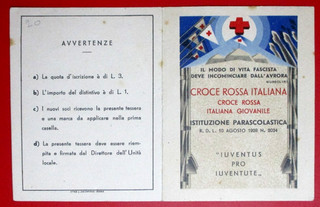 AVVERTENZE
a) La quota d'iscrizione è di L. 3.
b) L'importo del distintivo è di L. 1.
c) I nuovi soci ricevono la presente tessera
e una marca da applicare nella prima
casella.
d) La presente tessera deve essere riem-
pita e firmata dal Direttore dell'Unità
locale.
IL MODO DI VITA FASCISTA
DEVE INCOMINCIARE DALL'AURORA
CROCE ROSSA ITALIANA
CROCE ROSSA
ITALIANA GIOVANILE
ISTITUZIONE PARASCOLASTICA
R. D. L. 10 AGOSTO 1928 N. 2034
"IUVENTUS
PRO
IUVENTUTE„